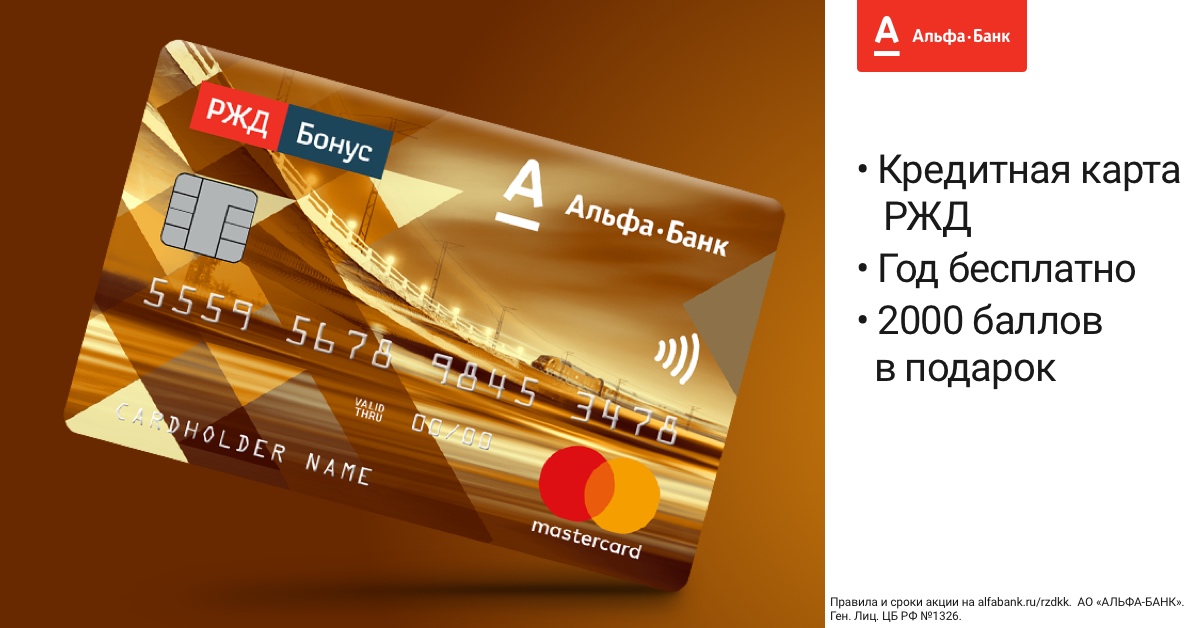 РЖД Бонус
Альфа·Банк
5559 5678 9845 3478
VALID
THRU
00/00
CARDHOLDER NAME
mastercard
Альфа·Банк
• Кредитная карта
РЖД
• Год бесплатно
• 2000 баллов
в подарок
Правила и сроки акции на alfabank.ru/rzdkk. АО «АЛЬФА-БАНК».
Ген. Лиц. ЦБ РФ №1326.